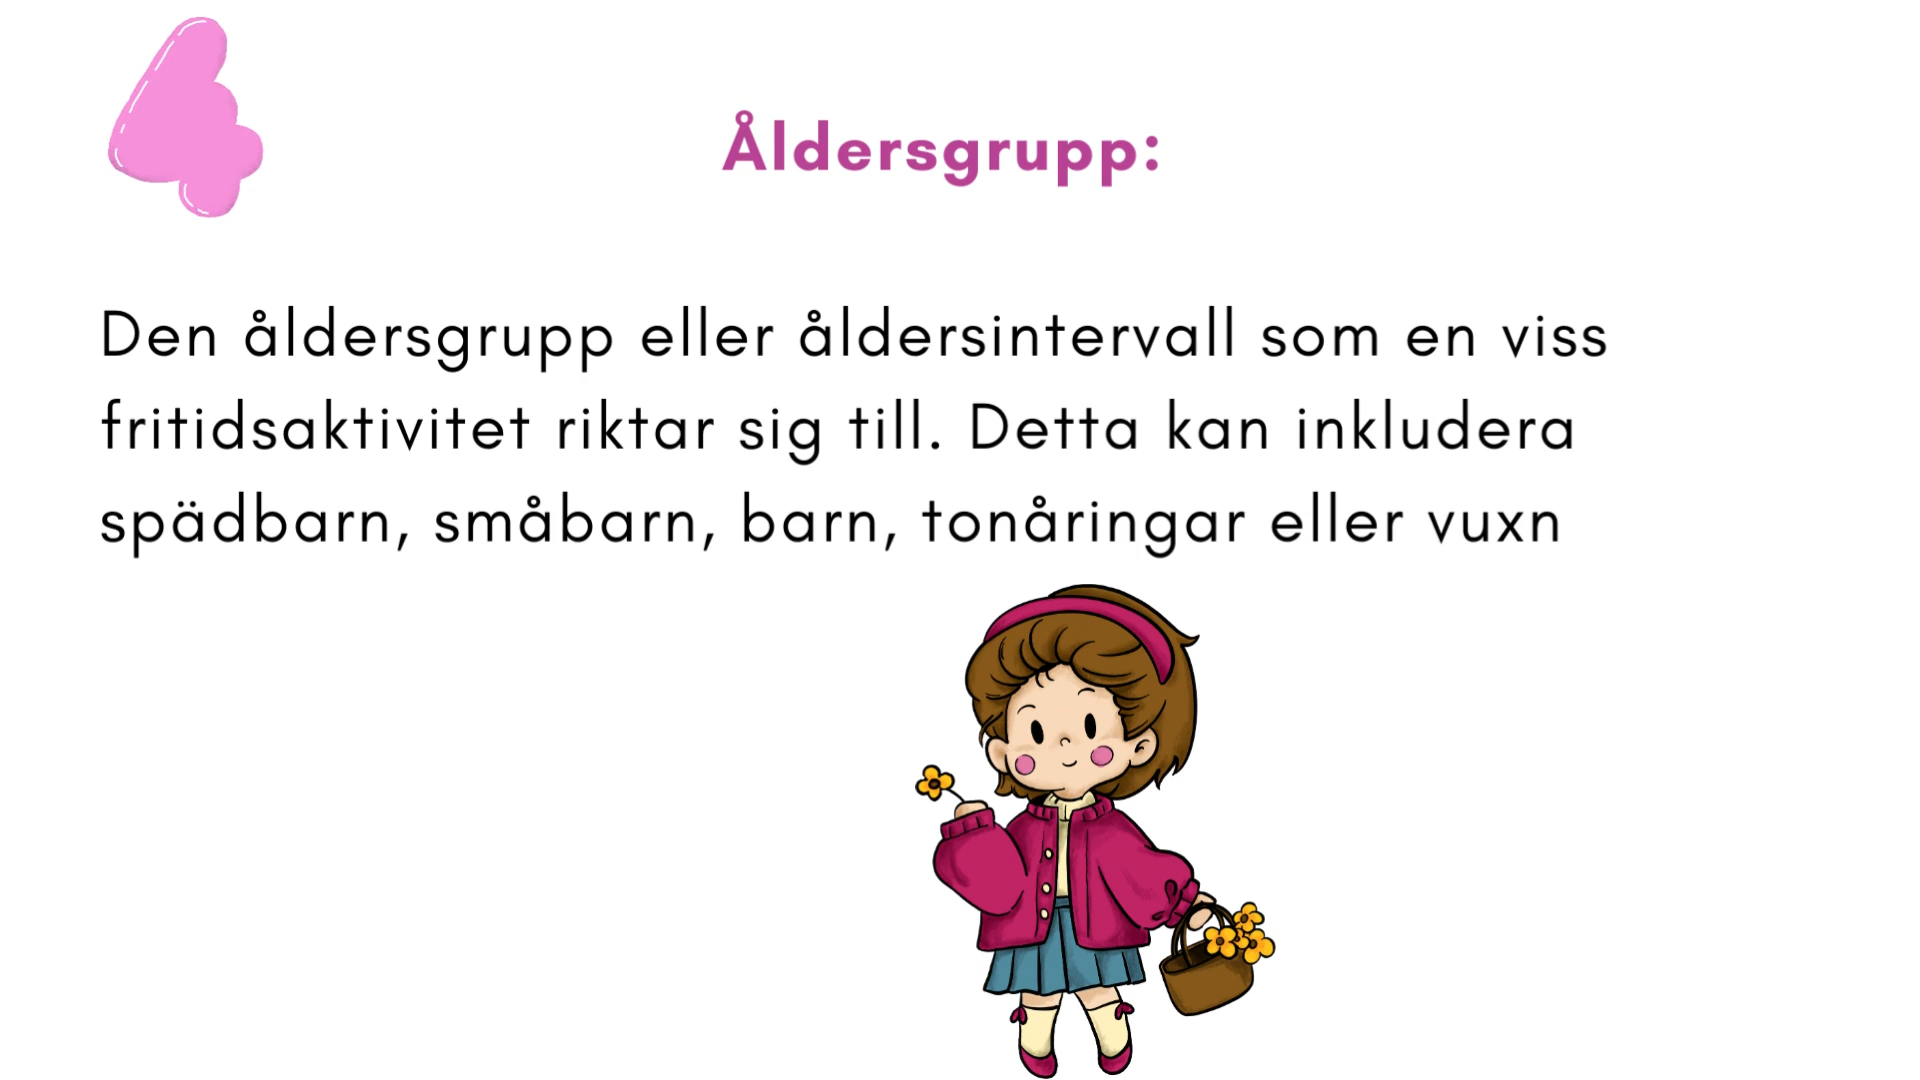 4
Åldersgrupp:
Den åldersgrupp eller åldersintervall som en viss
fritidsaktivitet riktar sig till. Detta kan inkludera
spädbarn, småbarn, barn, tonåringar eller vuxn